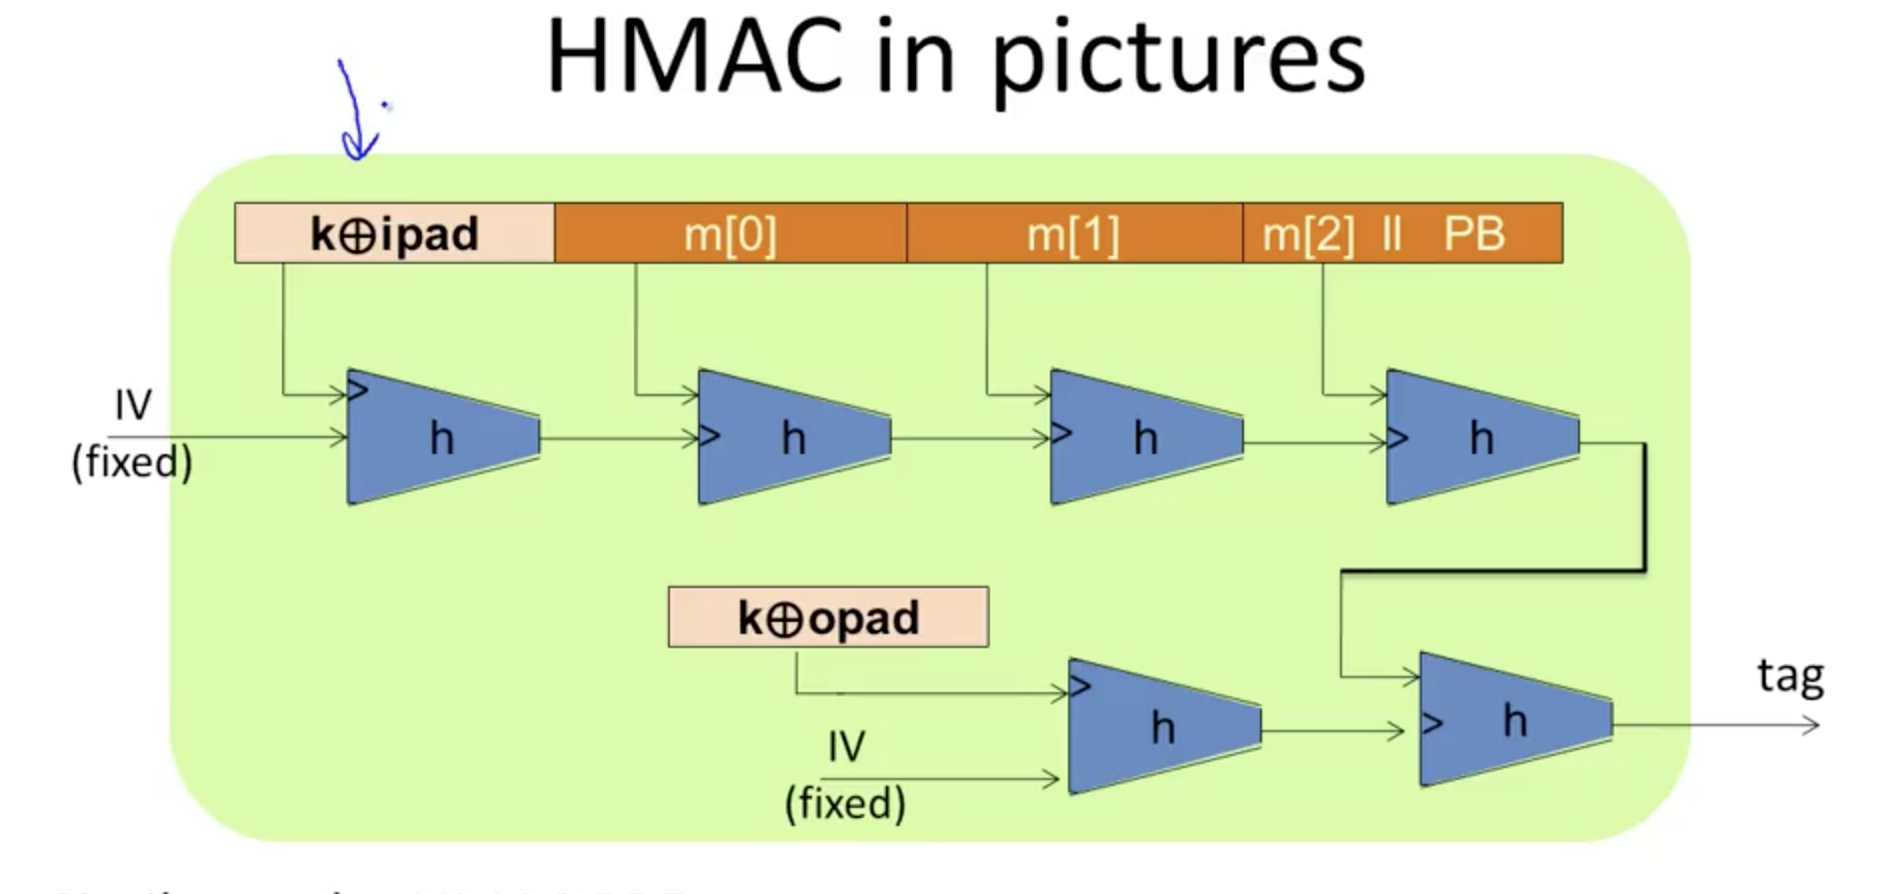 HMAC in pictures
k⊕ipad m[0] m[1] m[2] ll PB
>
IV
(fixed)
h > h > h > h
k⊕opad
>
h > h
tag
IV
(fixed)